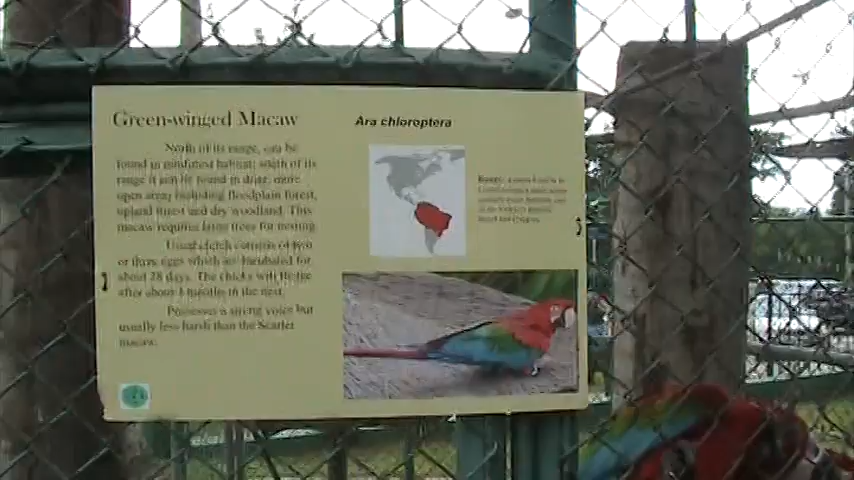 Green-winged Macaw
Ara chloroptera
North of its range, can be
found in rainforest habitat; south of its
range it can be found in drier, more
open areas including floodplain forest,
upland forest and dry woodland. This
macaw requires large trees for nesting.
Usual clutch consists of two
or three eggs which are incubated for
about 28 days. The chicks will fledge
after about 3 months in the nest.
Possesses a strong voice but
usually less harsh than the Scarlet
macaw.
Range: